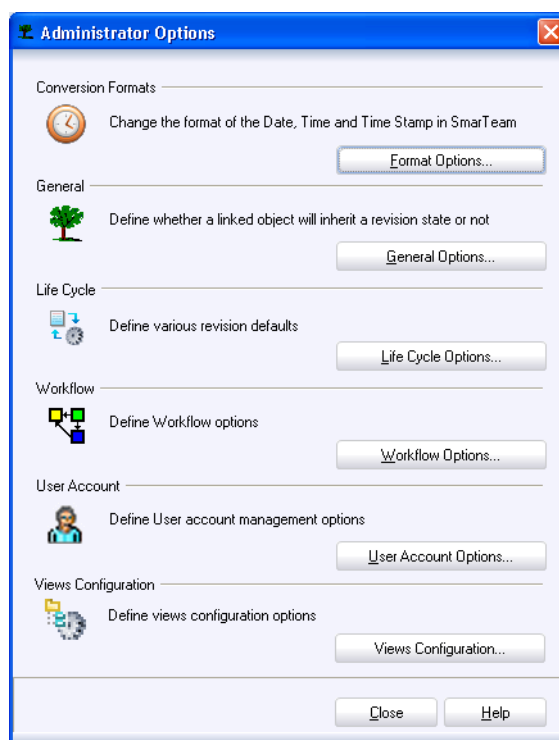 Administrator Options
Conversion Formats
Change the format of the Date, Time and Time Stamp in SmarTeam
Format Options...
General
Define whether a linked object will inherit a revision state or not
General Options...
Life Cycle
Define various revision defaults
Life Cycle Options...
Workflow
Define Workflow options
Workflow Options...
User Account
Define User account management options
User Account Options...
Views Configuration
Define views configuration options
Views Configuration...
Close Help